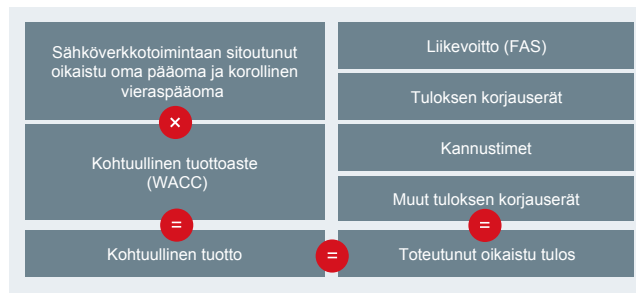 Sähköverkkotoimintaan sitoutunut
oikaistu oma pääoma ja korollinen
vieraspääoma
×
Kohtuullinen tuottoaste
(WACC)
=
Kohtuullinen tuotto
=
Liikevoitto (FAS)
Tuloksen korjauserät
Kannustimet
Muut tuloksen korjauserät
=
Toteutunut oikaistu tulos